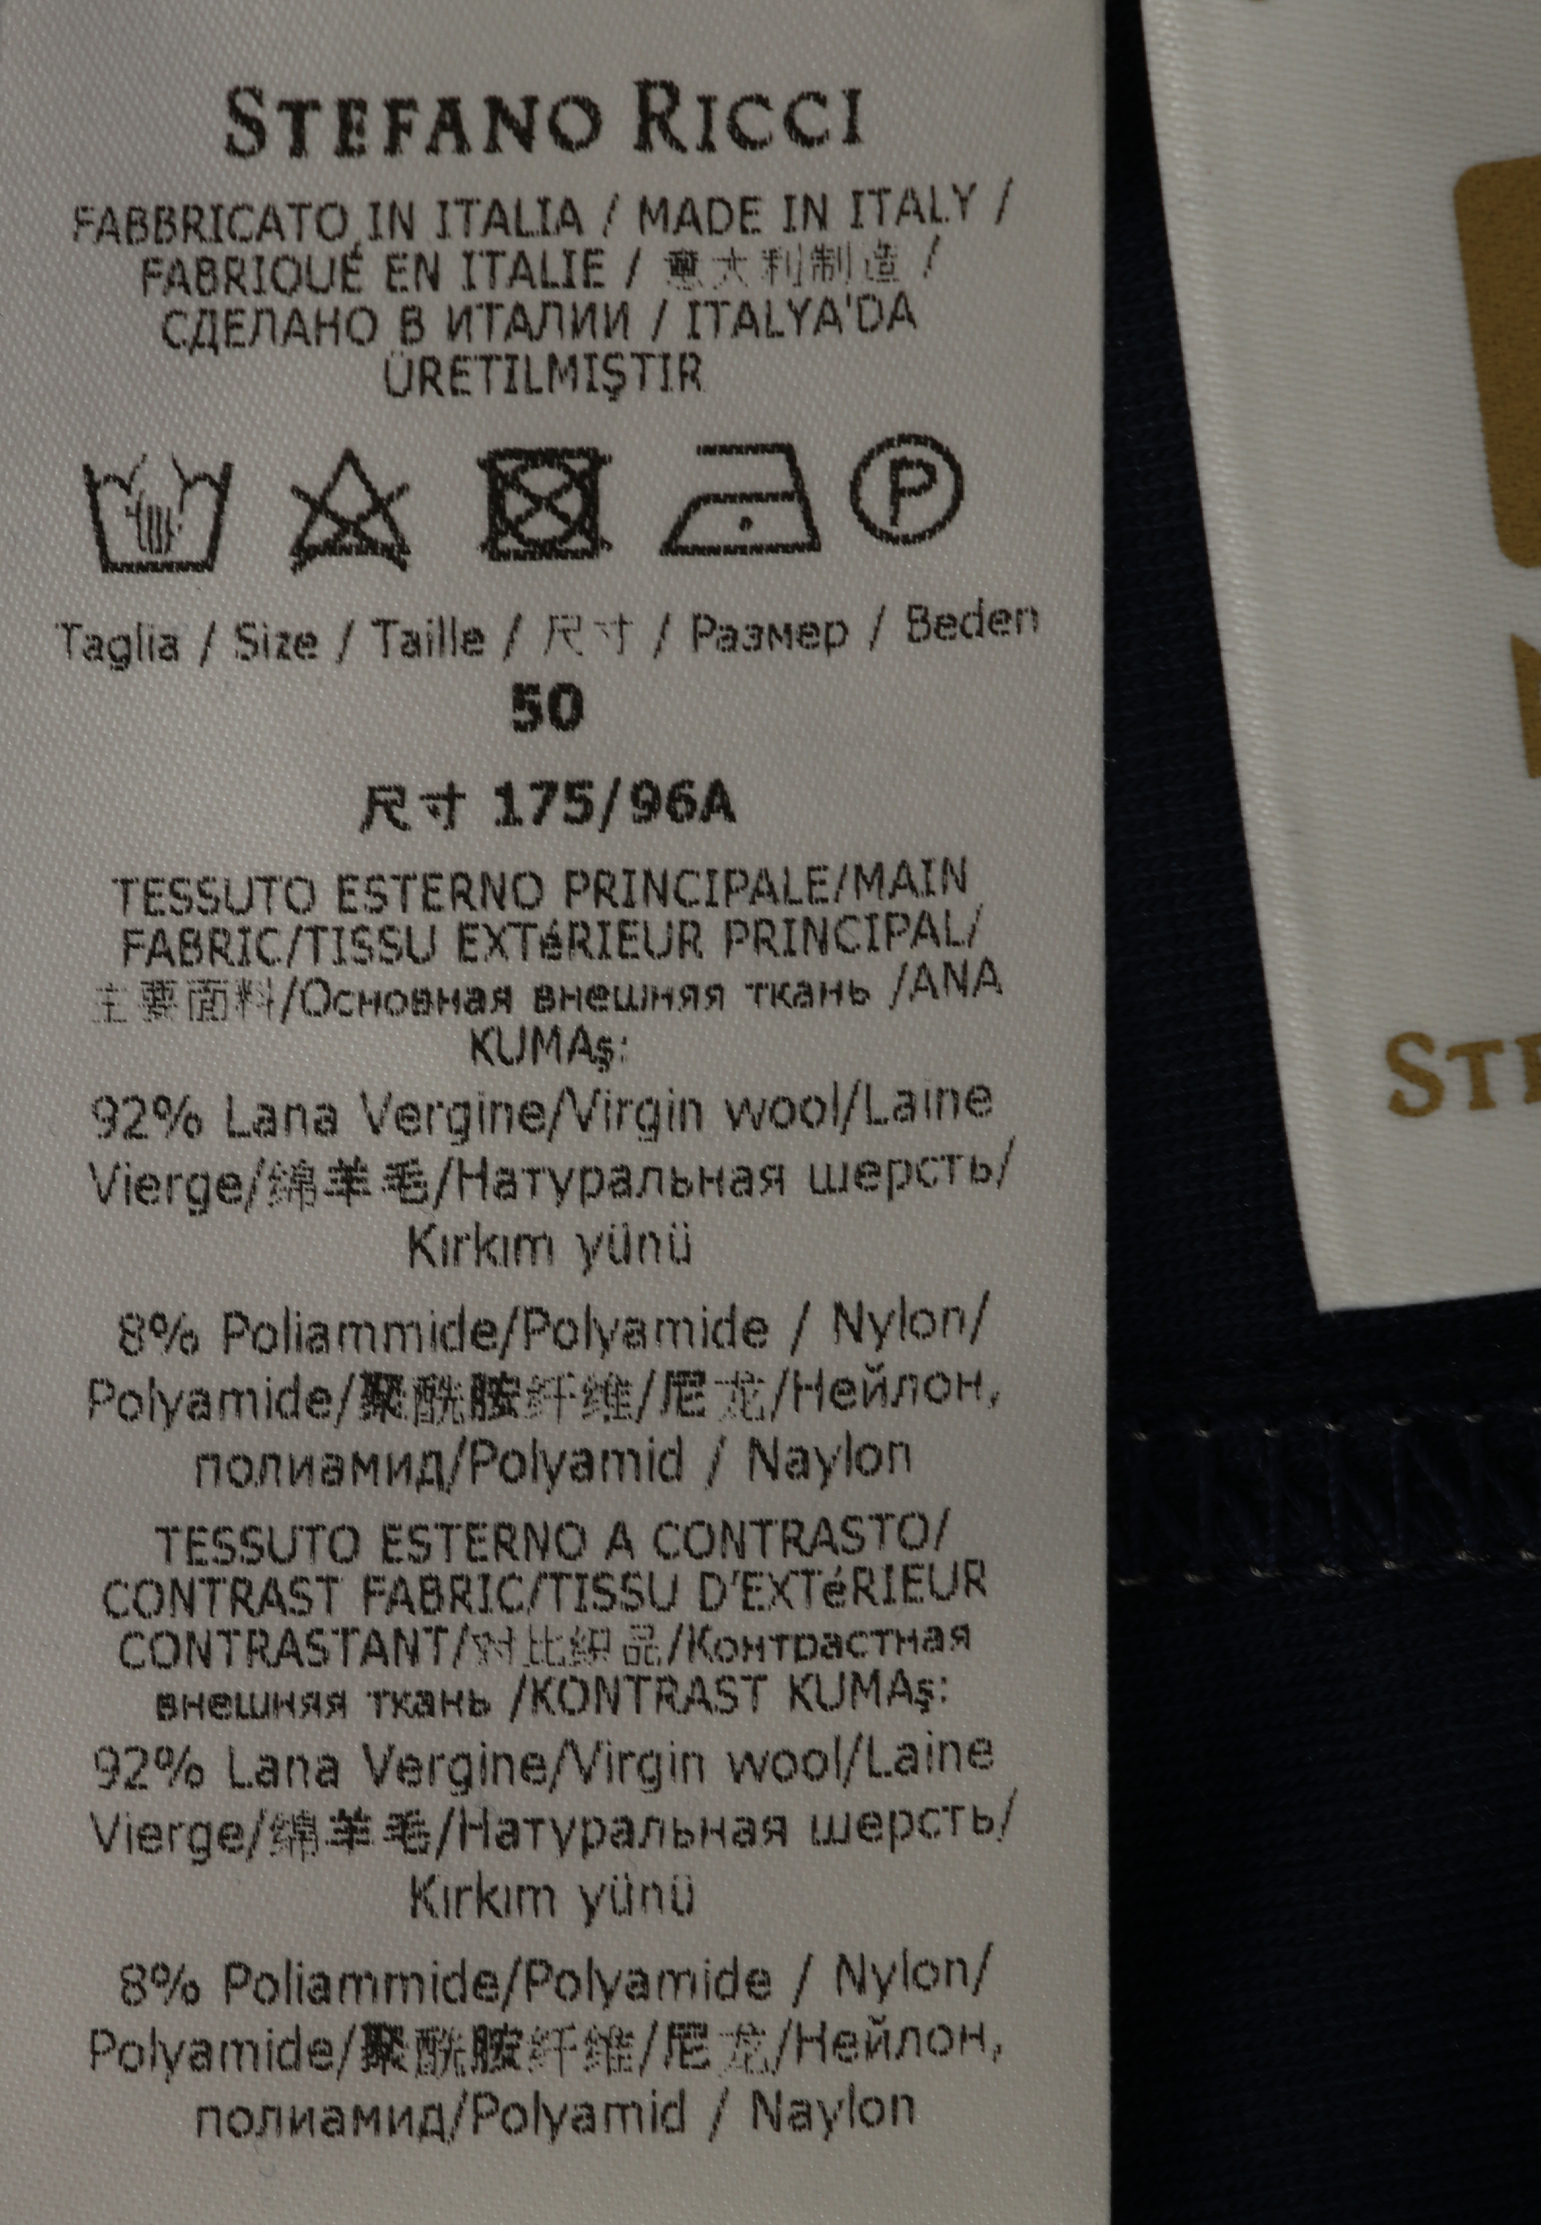 STEFANO RICCI
FABBRICATO IN ITALIA / MADE IN ITALY /
FABRIQUÉ EN ITALIE / 意大利制造 /
СДЕЛАНО В ИТАЛИИ / ITALYA'DA
ÜRETILMIŞTIR
P
Taglia / Size / Taille / 尺寸 / Размер / Beden
50
尺寸 175/96A
TESSUTO ESTERNO PRINCIPALE/MAIN
FABRIC/TISSU EXTéRIEUR PRINCIPAL/
主要面料/Основная внешняя ткань /ANA
KUMAş:
92% Lana Vergine/Virgin wool/Laine
Vierge/绵羊毛/Натуральная шерсть/
Kırkım yünü
8% Poliammide/Polyamide / Nylon/
Polyamide/聚酰胺纤维/尼龙/Нейлон,
полиамид/Polyamid / Naylon
TESSUTO ESTERNO A CONTRASTO/
CONTRAST FABRIC/TISSU D'EXTéRIEUR
CONTRASTANT/对比织品/Контрастная
внешняя ткань /KONTRAST KUMAş:
92% Lana Vergine/Virgin wool/Laine
Vierge/绵羊毛/Натуральная шерсть/
Kırkım yünü
8% Poliammide/Polyamide / Nylon/
Polyamide/聚酰胺纤维/尼龙/Нейлон,
полиамид/Polyamid / Naylon